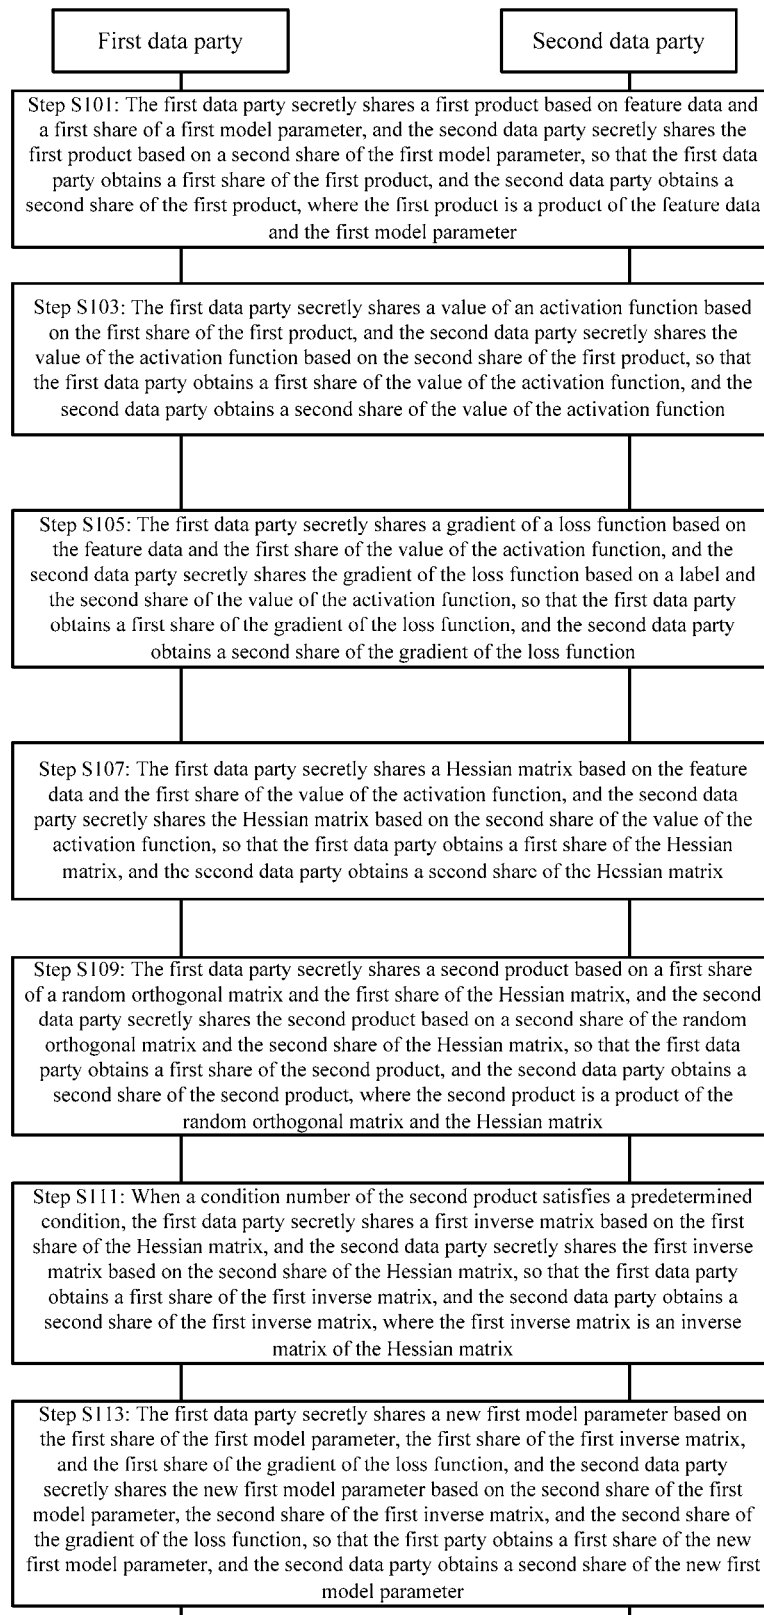 First data party
Second data party
Step S101: The first data party secretly shares a first product based on feature data and
a first share of a first model parameter, and the second data party secretly shares the
first product based on a second share of the first model parameter, so that the first data
party obtains a first share of the first product, and the second data party obtains a
second share of the first product, where the first product is a product of the feature data
and the first model parameter
Step S103: The first data party secretly shares a value of an activation function based
on the first share of the first product, and the second data party secretly shares the
value of the activation function based on the second share of the first product, so that
the first data party obtains a first share of the value of the activation function, and the
second data party obtains a second share of the value of the activation function
Step S105: The first data party secretly shares a gradient of a loss function based on
the feature data and the first share of the value of the activation function, and the
second data party secretly shares the gradient of the loss function based on a label and
the second share of the value of the activation function, so that the first data party
obtains a first share of the gradient of the loss function, and the second data party
obtains a second share of the gradient of the loss function
Step S107: The first data party secretly shares a Hessian matrix based on the feature
data and the first share of the value of the activation function, and the second data
party secretly shares the Hessian matrix based on the second share of the value of the
activation function, so that the first data party obtains a first share of the Hessian
matrix, and the second data party obtains a second share of the Hessian matrix
Step S109: The first data party secretly shares a second product based on a first share
of a random orthogonal matrix and the first share of the Hessian matrix, and the second
data party secretly shares the second product based on a second share of the random
orthogonal matrix and the second share of the Hessian matrix, so that the first data
party obtains a first share of the second product, and the second data party obtains a
second share of the second product, where the second product is a product of the
random orthogonal matrix and the Hessian matrix
Step S111: When a condition number of the second product satisfies a predetermined
condition, the first data party secretly shares a first inverse matrix based on the first
share of the Hessian matrix, and the second data party secretly shares the first inverse
matrix based on the second share of the Hessian matrix, so that the first data party
obtains a first share of the first inverse matrix, and the second data party obtains a
second share of the first inverse matrix, where the first inverse matrix is an inverse
matrix of the Hessian matrix
Step S113: The first data party secretly shares a new first model parameter based on
the first share of the first model parameter, the first share of the first inverse matrix,
and the first share of the gradient of the loss function, and the second data party
secretly shares the new first model parameter based on the second share of the first
model parameter, the second share of the first inverse matrix, and the second share of
the gradient of the loss function, so that the first party obtains a first share of the new
first model parameter, and the second data party obtains a second share of the new first
model parameter